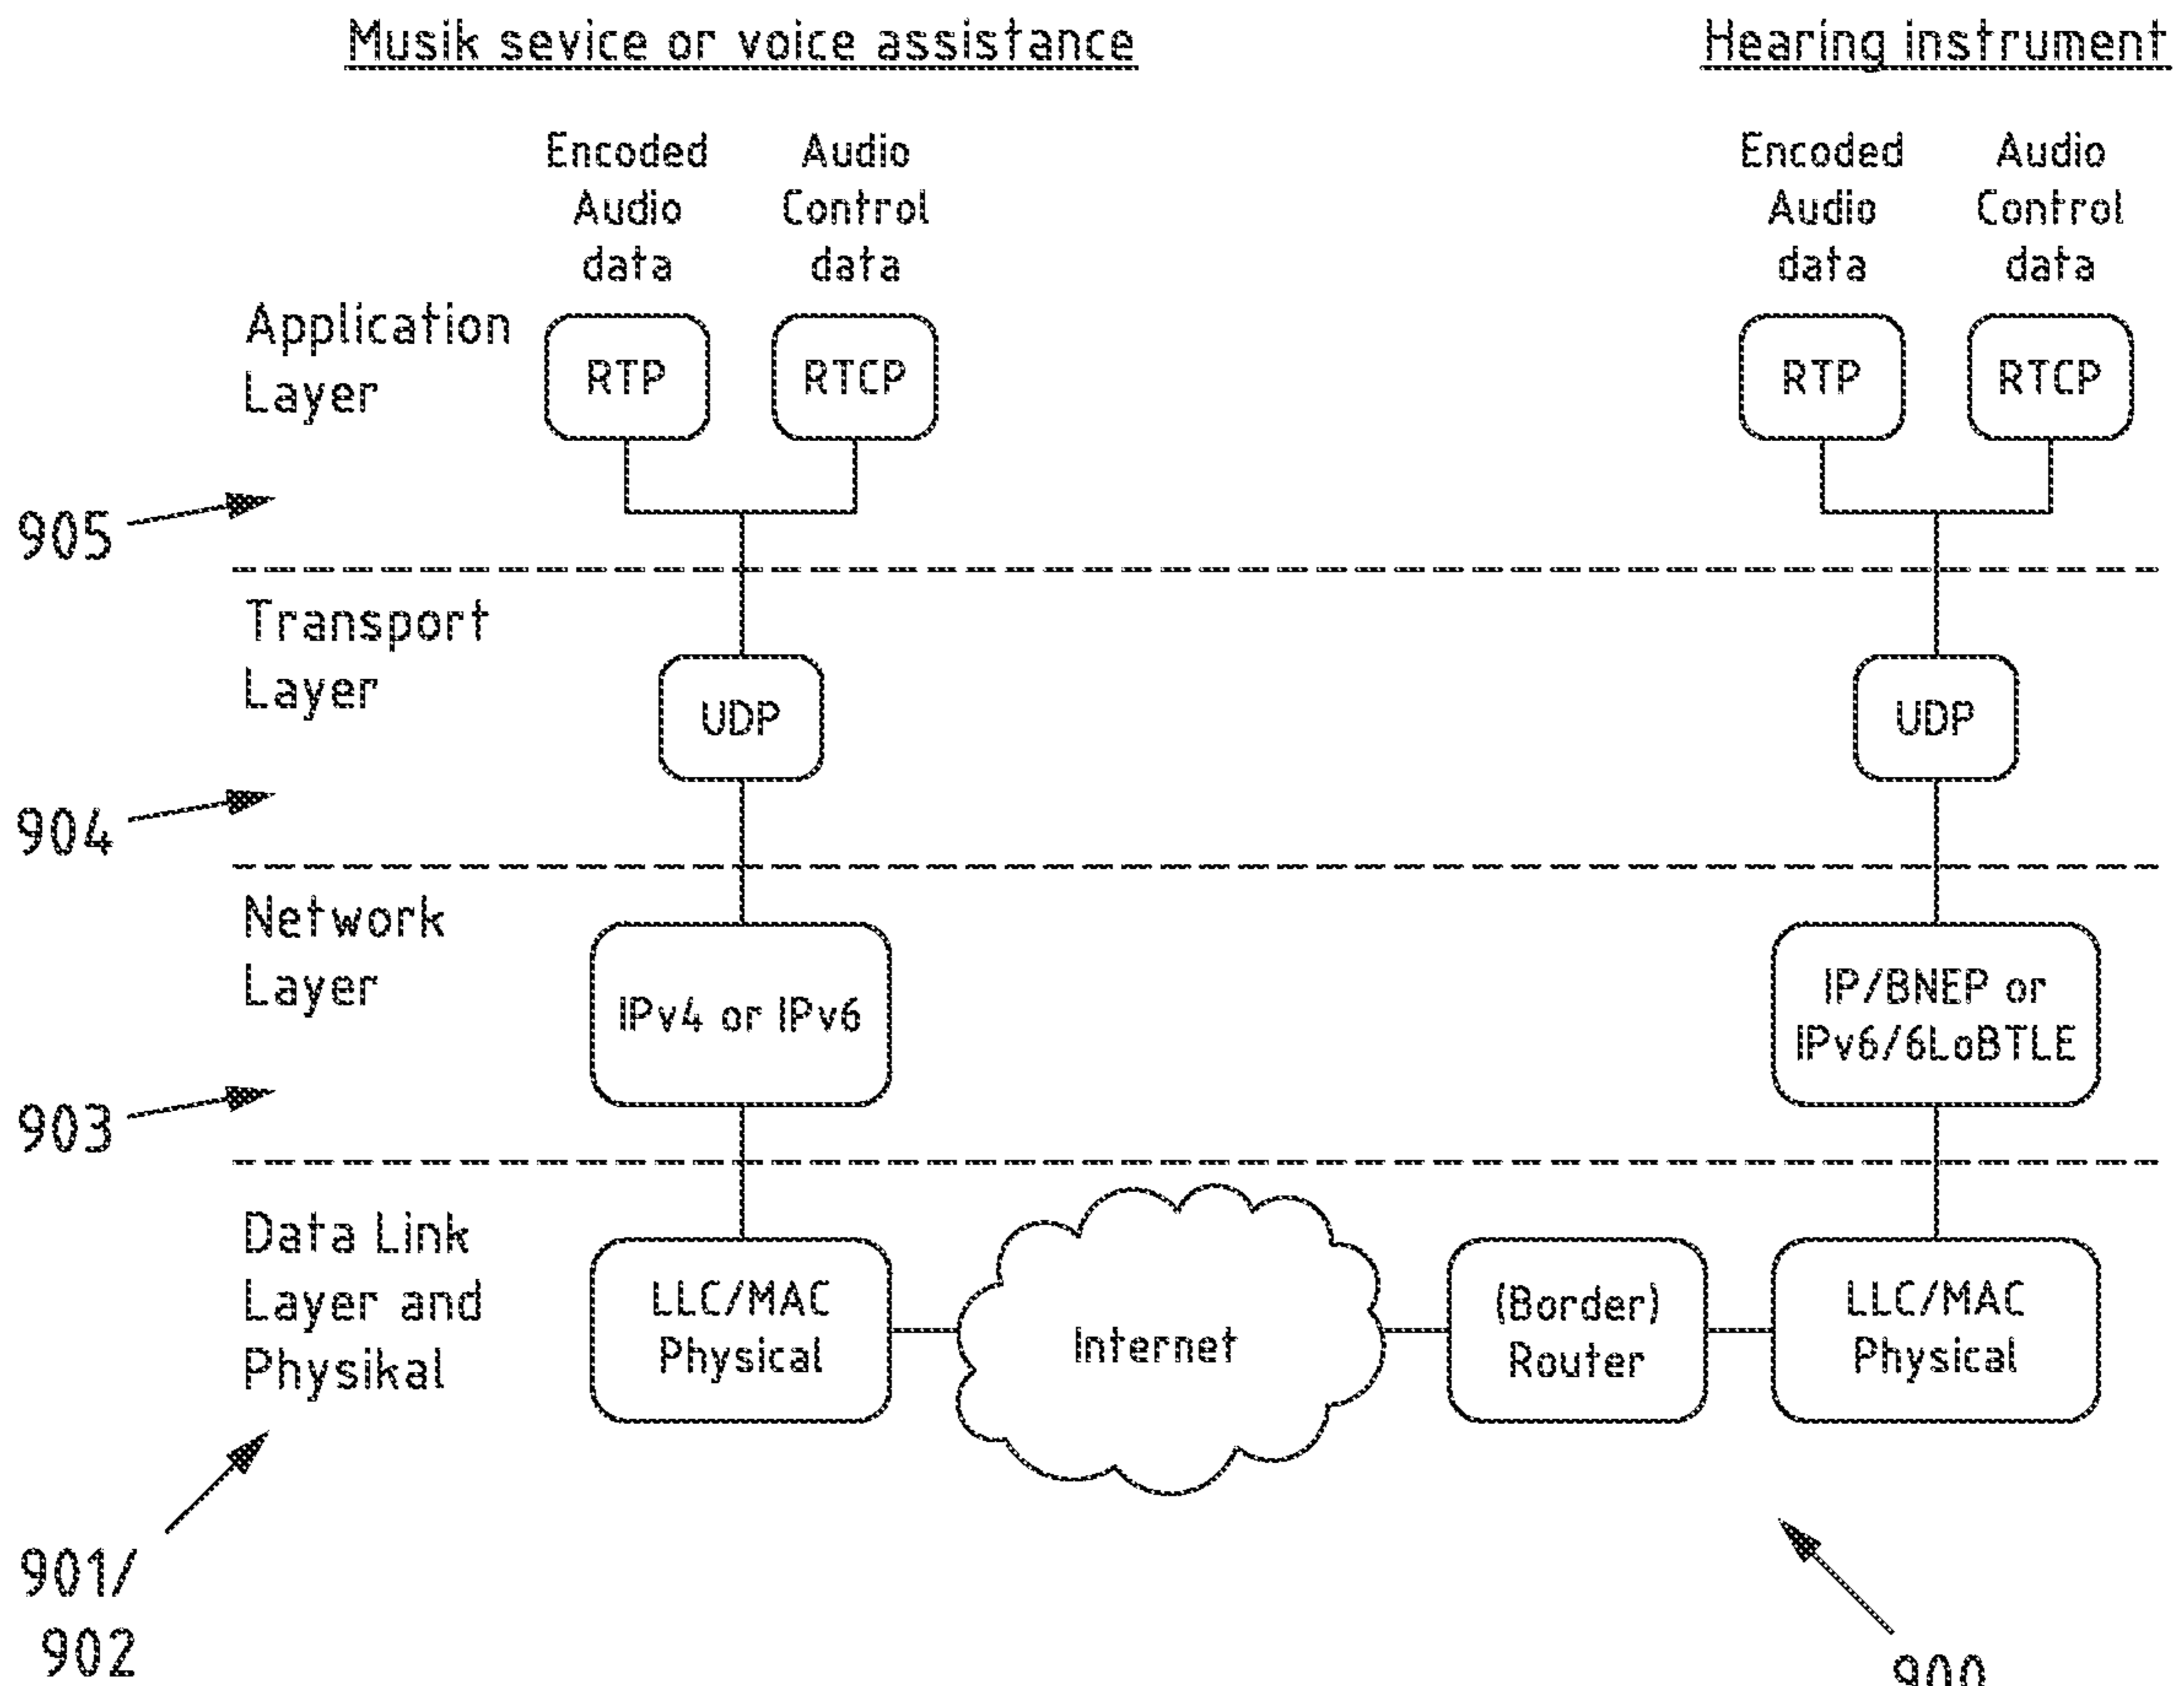 Musik sevice or voice assistance
Hearing instrument
Encoded
Audio
data
Audio
Control
data
Encoded
Audio
data
Audio
Control
data
Application
Layer
RTP
RTCP
RTP
RTCP
905
Transport
Layer
UDP
UDP
904
Network
Layer
IPv4 or IPv6
IP/BNEP or
IPv6/6LoBTLE
903
Data Link
Layer and
Physikal
LLC/MAC
Physical
Internet
(Border)
Router
LLC/MAC
Physical
901/
902
900